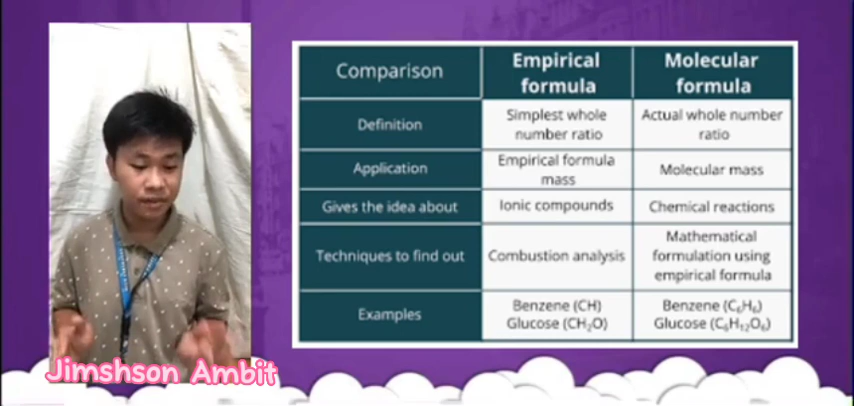 Comparison
Empirical
formula
Molecular
formula
Definition
Simplest whole
number ratio
Actual whole number
ratio
Application
Empirical formula
mass
Molecular mass
Gives the idea about
Ionic compounds
Chemical reactions
Techniques to find out
Combustion analysis
Mathematical
formulation using
empirical formula
Examples
Benzene (CH)
Glucose (CH₂O)
Benzene (C₆H₆)
Glucose (C₆H₁₂O₆)
Jimshson Ambit